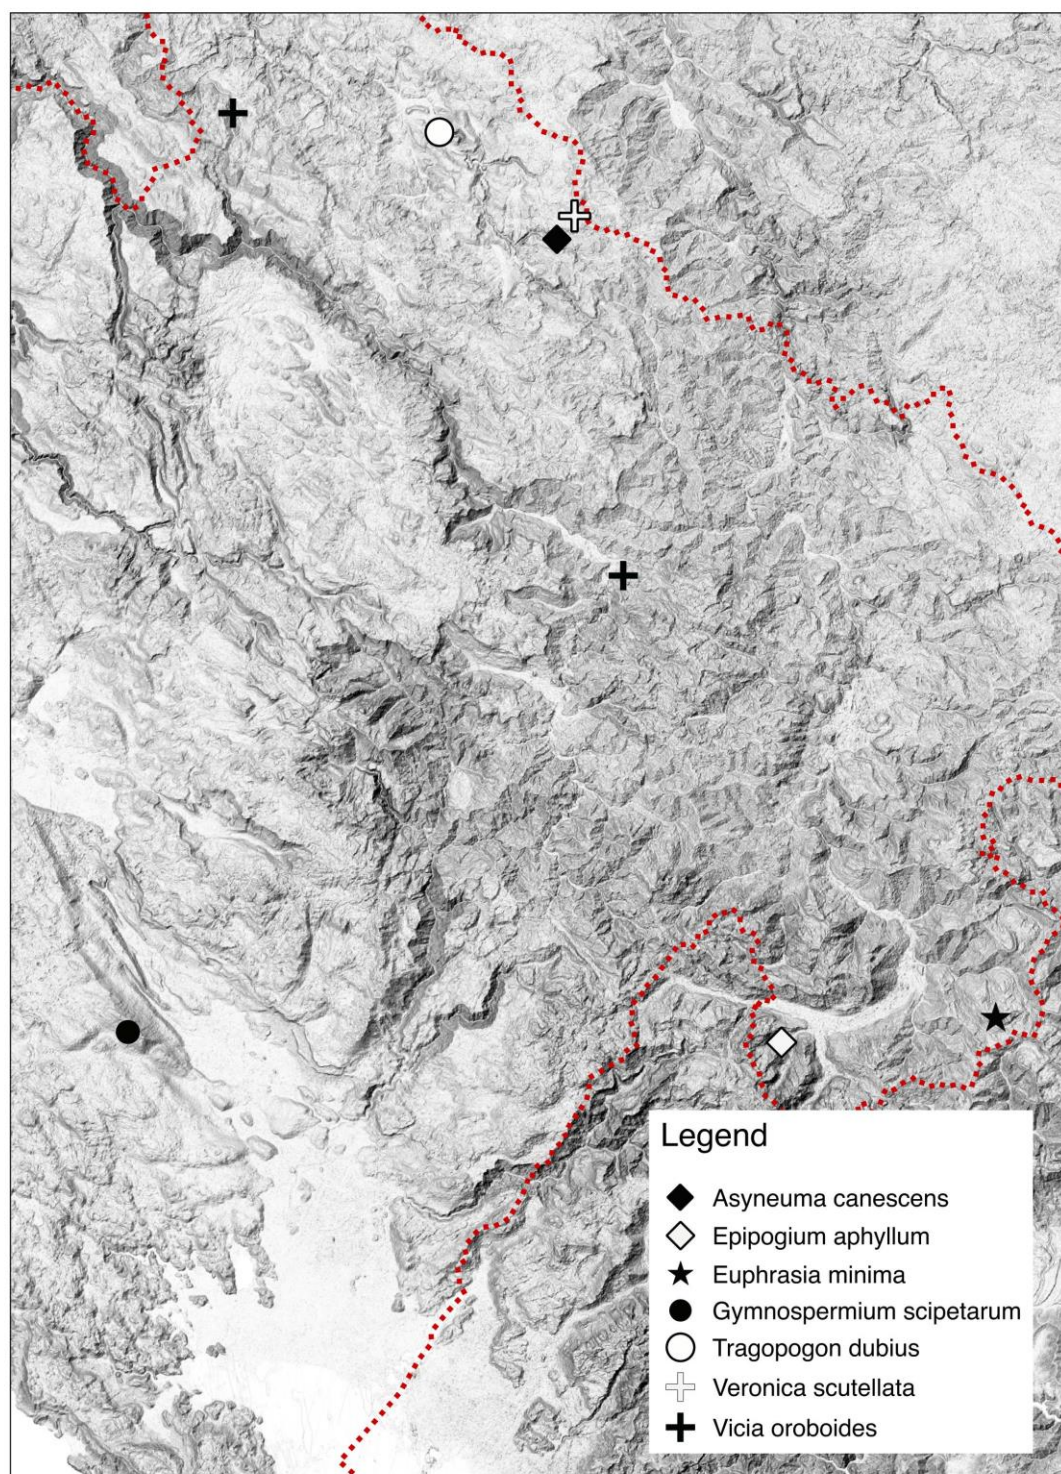 Legend
Asyneuma canescens
Epipogium aphyllum
Euphrasia minima
Gymnospermium scipetarum
Tragopogon dubius
Veronica scutellata
Vicia oroboides